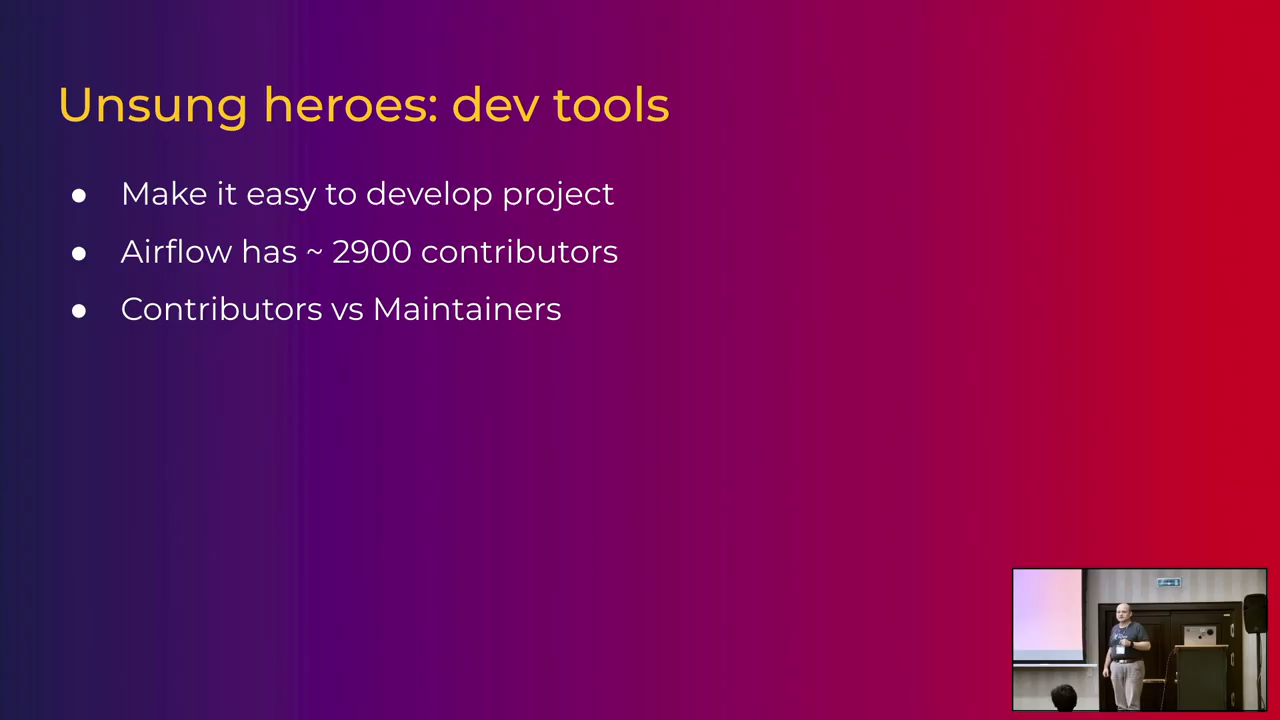 Unsung heroes: dev tools
● Make it easy to develop project
● Airflow has ~ 2900 contributors
● Contributors vs Maintainers